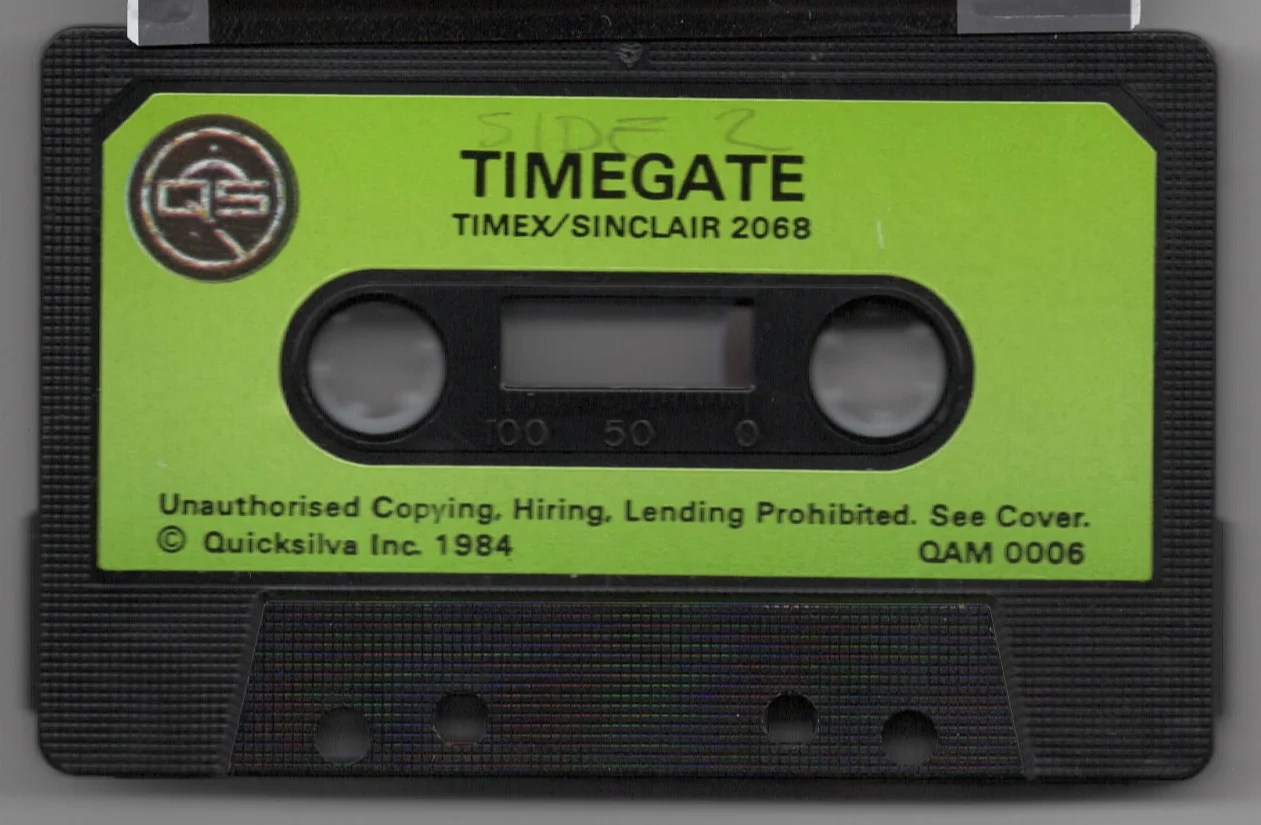 SIDE 2
QS
TIMEGATE
TIMEX/SINCLAIR 2068
100 50 0
Unauthorised Copying, Hiring, Lending Prohibited. See Cover.
© Quicksilva Inc. 1984
QAM 0006